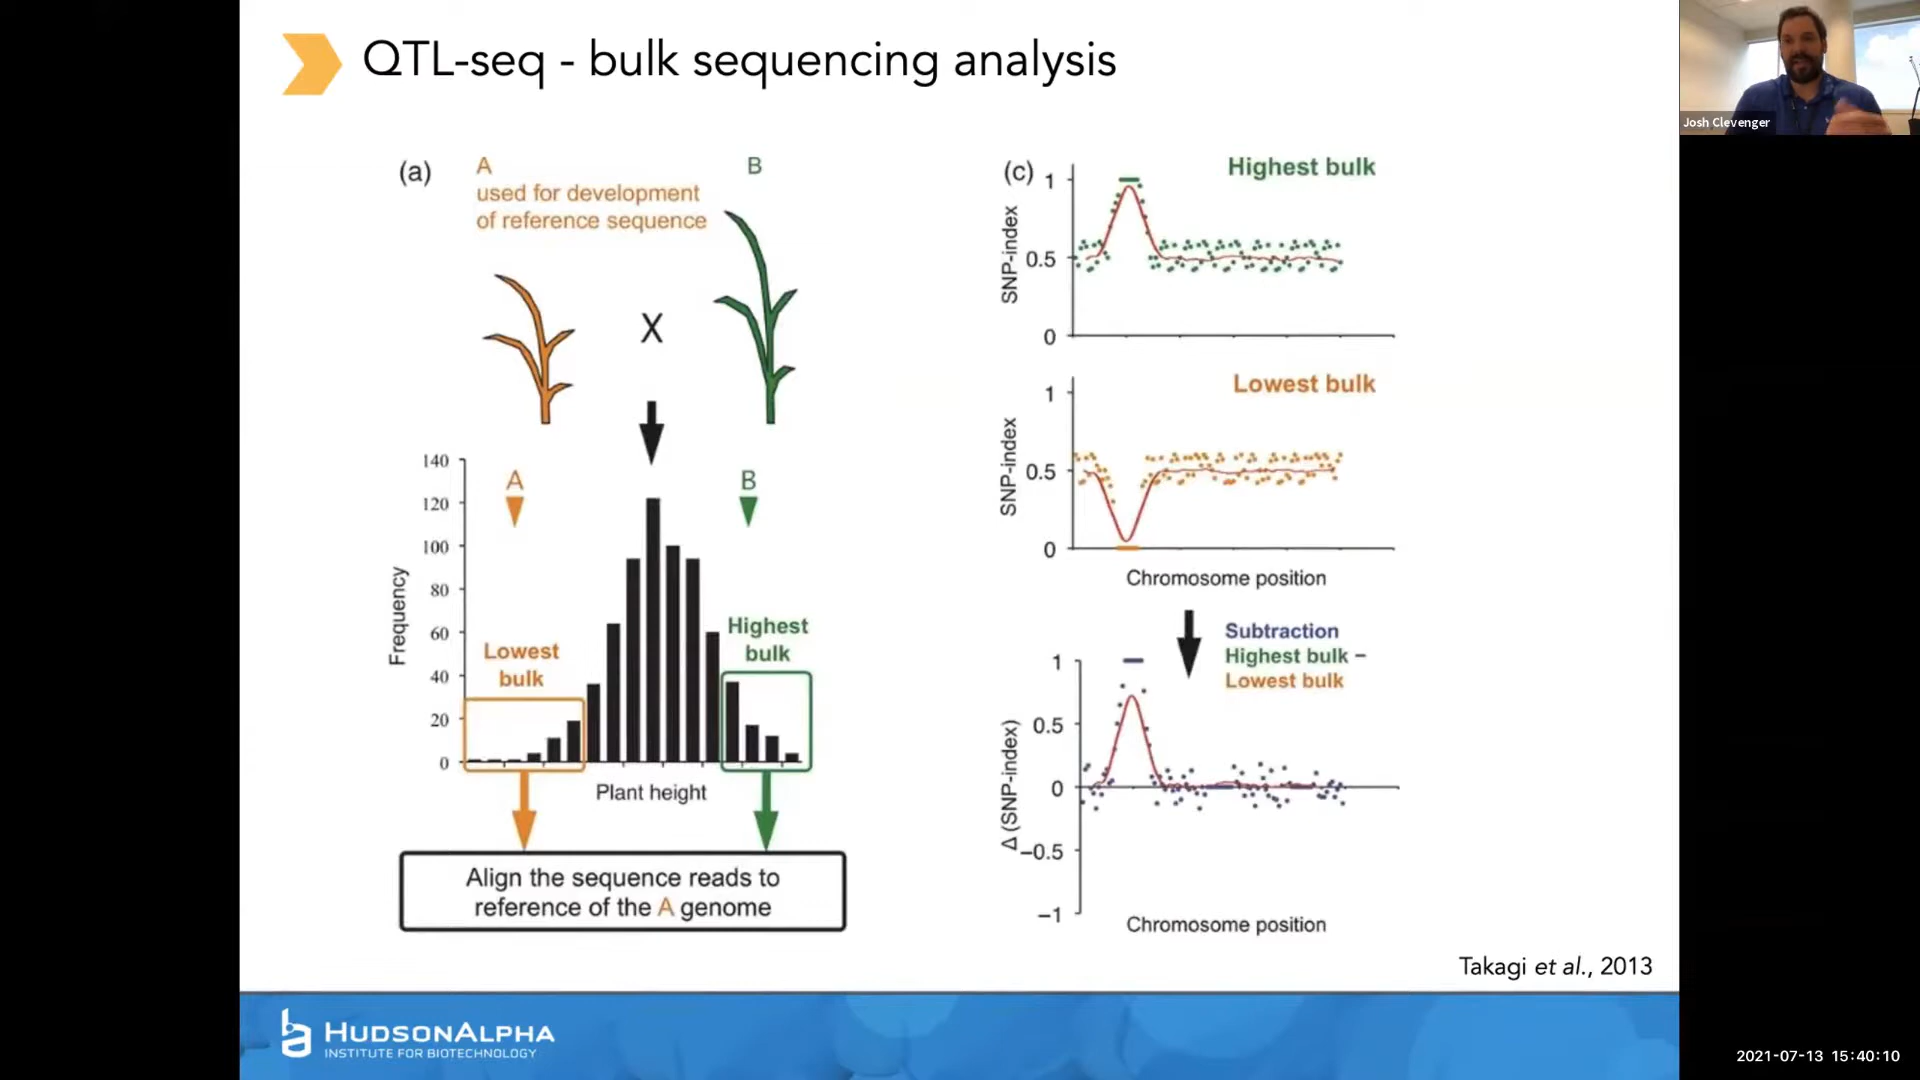 QTL-seq - bulk sequencing analysis
Josh Clevenger
(a)
A
used for development
of reference sequence
B
X
140
120
100
80
60
40
20
0
Frequency
A
B
Lowest
bulk
Highest
bulk
Plant height
Align the sequence reads to
reference of the A genome
(c)
Highest bulk
1
0.5
0
SNP-index
Lowest bulk
1
0.5
0
SNP-index
Chromosome position
Subtraction
Highest bulk −
Lowest bulk
1
0.5
0
−0.5
−1
Δ (SNP-index)
Chromosome position
Takagi et al., 2013
HUDSONALPHA
INSTITUTE FOR BIOTECHNOLOGY
2021-07-13 15:40:10